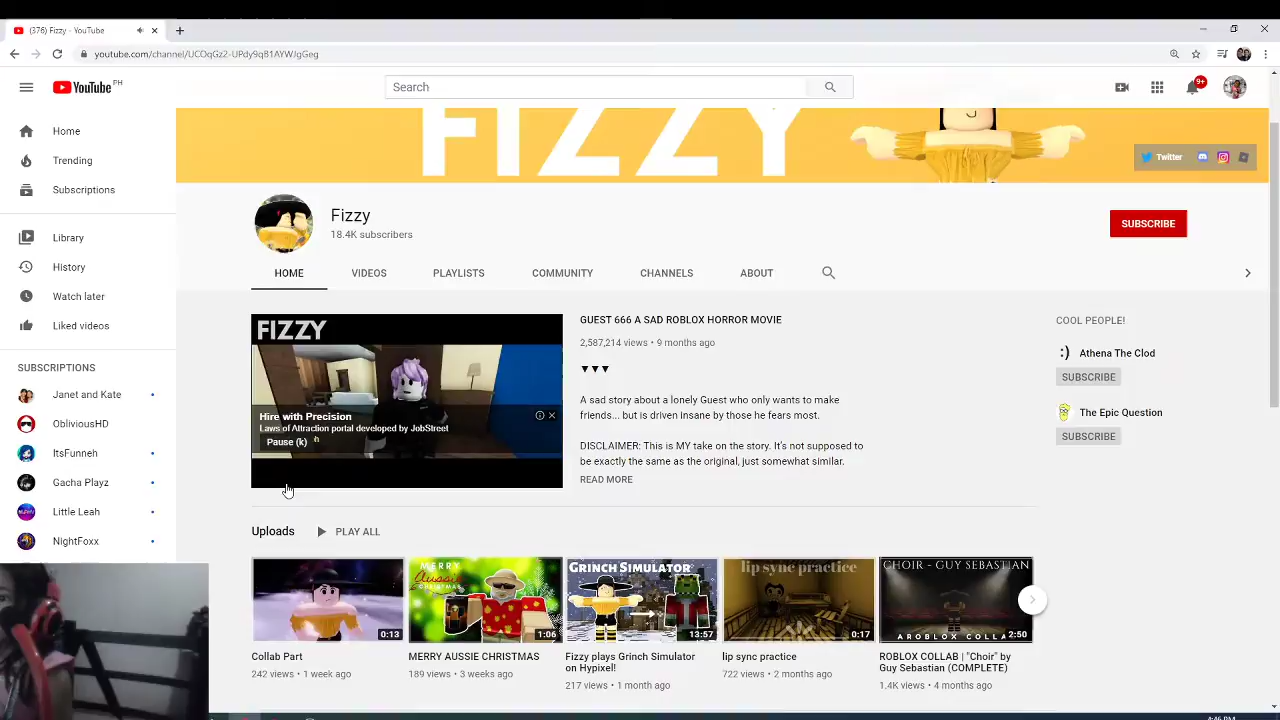 (376) Fizzy - YouTube
youtube.com/channel/UCOqGz2-UPdy9qB1AYWJgGeg
YouTube PH
Search
9+
Home
Trending
Subscriptions
Library
History
Watch later
Liked videos
SUBSCRIPTIONS
Janet and Kate
ObliviousHD
ItsFunneh
Gacha Playz
Little Leah
NightFoxx
FIZZY
Twitter
Fizzy
18.4K subscribers
SUBSCRIBE
HOME
VIDEOS
PLAYLISTS
COMMUNITY
CHANNELS
ABOUT
FIZZY
Hire with Precision
Laws of Attraction portal developed by JobStreet
Pause (k)
GUEST 666 A SAD ROBLOX HORROR MOVIE
2,587,214 views • 9 months ago
▼▼▼
A sad story about a lonely Guest who only wants to make
friends... but is driven insane by those he fears most.
DISCLAIMER: This is MY take on the story. It's not supposed to
be exactly the same as the original, just somewhat similar.
READ MORE
COOL PEOPLE!
:)
Athena The Clod
SUBSCRIBE
The Epic Question
SUBSCRIBE
Uploads
PLAY ALL
0:13
Collab Part
242 views • 1 week ago
MERRY
Aussie
CHRISTMAS
1:06
MERRY AUSSIE CHRISTMAS
189 views • 3 weeks ago
GRINCH SIMULATOR
13:57
Fizzy plays Grinch Simulator
on Hypixel!
217 views • 1 month ago
lip sync practice
0:17
lip sync practice
722 views • 2 months ago
CHOIR - GUY SEBASTIAN
A ROBLOX COLLA
2:50
ROBLOX COLLAB | "Choir" by
Guy Sebastian (COMPLETE)
1.4K views • 4 months ago
4:46 PM